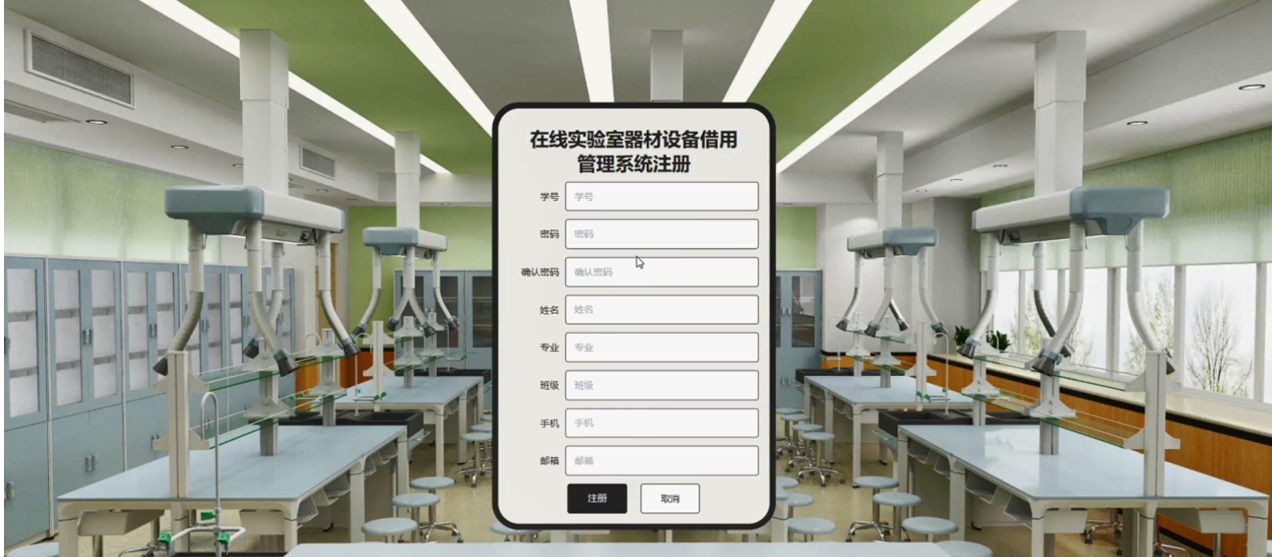 在线实验室器材设备借用
管理系统注册
学号 学号
密码 密码
确认密码 确认密码
姓名 姓名
专业 专业
班级 班级
手机 手机
邮箱 邮箱
注册 取消